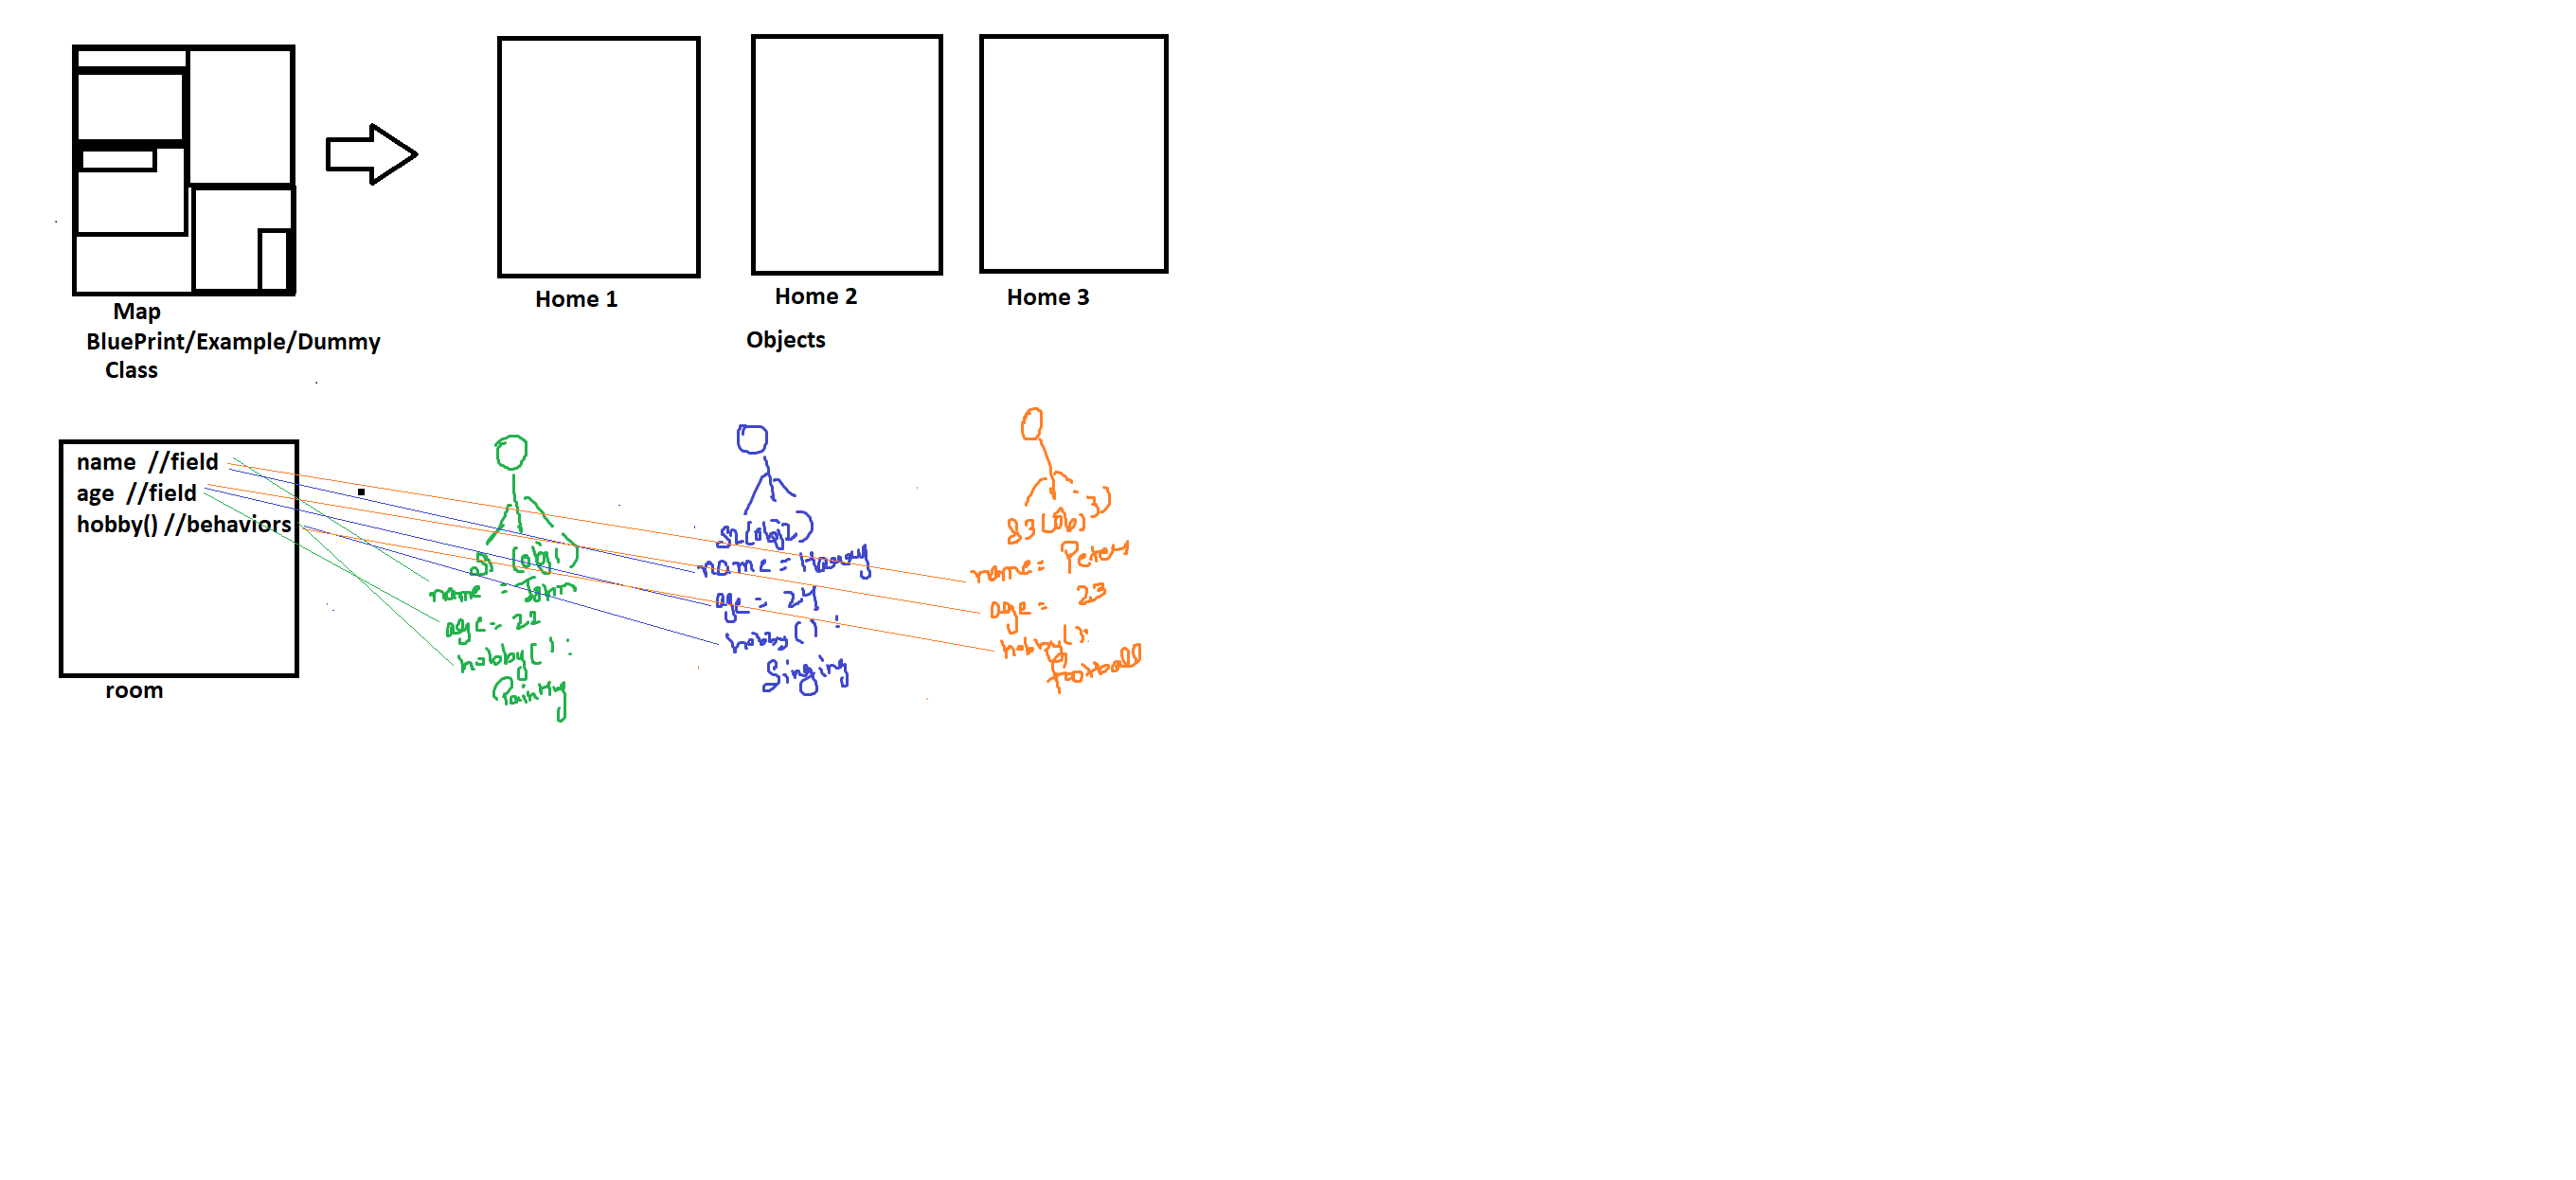 Home 1
Home 2
Home 3
Map
BluePrint/Example/Dummy
Class
Objects
name //field
age //field
hobby() //behaviors
room
(obj1)
name = John
age = 22
hobby():
Painting
s2(obj2)
name = Harray
age = 24
hobby():
Singing
s3(obj3)
name = Peter
age = 23
hobby():
football